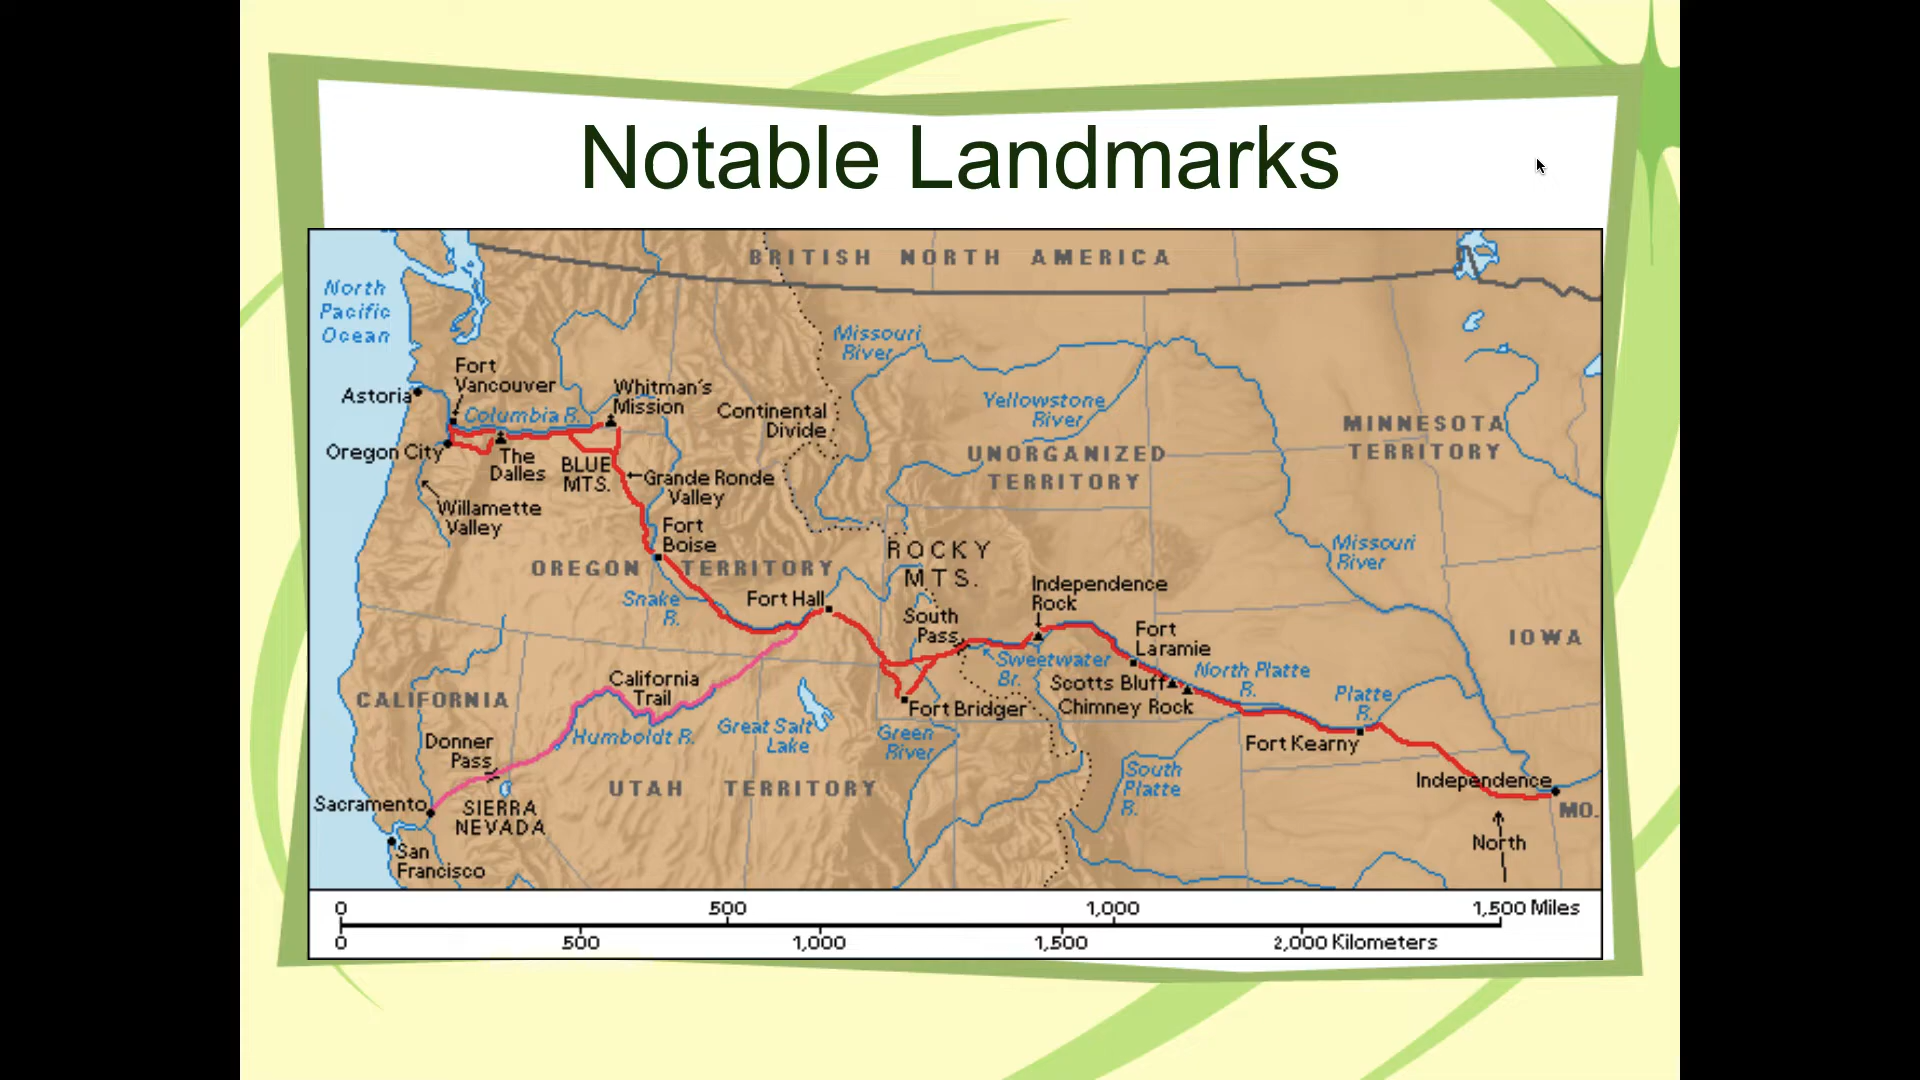 Notable Landmarks
BRITISH NORTH AMERICA
North
Pacific
Ocean
Missouri
River
Fort
Vancouver
Astoria
Columbia R.
Whitman's
Mission
Continental
Divide
Yellowstone
River
MINNESOTA
TERRITORY
Oregon City
The
Dalles
BLUE
MTS.
Grande Ronde
Valley
UNORGANIZED
TERRITORY
Willamette
Valley
Fort
Boise
ROCKY
MTS.
Missouri
River
OREGON TERRITORY
Snake
R.
Fort Hall
South
Pass
Independence
Rock
Fort
Laramie
IOWA
Sweetwater
Br.
Scotts Bluff
Chimney Rock
North Platte
R.
Platte
R.
California
Trail
CALIFORNIA
Fort Bridger
Great Salt
Lake
Green
River
Humboldt R.
Donner
Pass
Fort Kearny
South
Platte
R.
Independence
UTAH TERRITORY
Sacramento
SIERRA
NEVADA
MO.
North
San
Francisco
0 500 1,000 1,500 Miles
0 500 1,000 1,500 2,000 Kilometers